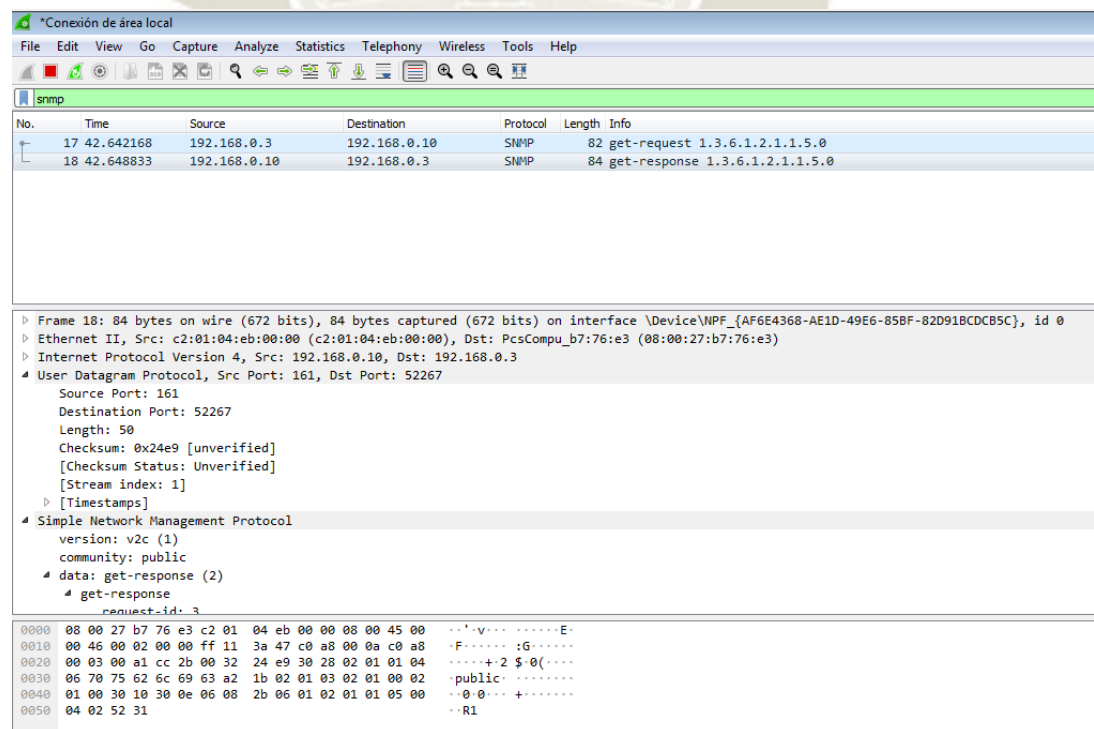 *Conexión de área local
File Edit View Go Capture Analyze Statistics Telephony Wireless Tools Help
snmp
No. Time Source Destination Protocol Length Info
17 42.642168 192.168.0.3 192.168.0.10 SNMP 82 get-request 1.3.6.1.2.1.1.5.0
18 42.648833 192.168.0.10 192.168.0.3 SNMP 84 get-response 1.3.6.1.2.1.1.5.0
Frame 18: 84 bytes on wire (672 bits), 84 bytes captured (672 bits) on interface \Device\NPF_{AF6E4368-AE1D-49E6-85BF-82D91BCDCB5C}, id 0
Ethernet II, Src: c2:01:04:eb:00:00 (c2:01:04:eb:00:00), Dst: PcsCompu_b7:76:e3 (08:00:27:b7:76:e3)
Internet Protocol Version 4, Src: 192.168.0.10, Dst: 192.168.0.3
User Datagram Protocol, Src Port: 161, Dst Port: 52267
Source Port: 161
Destination Port: 52267
Length: 50
Checksum: 0x24e9 [unverified]
[Checksum Status: Unverified]
[Stream index: 1]
[Timestamps]
Simple Network Management Protocol
version: v2c (1)
community: public
data: get-response (2)
get-response
request-id: 3
0000 08 00 27 b7 76 e3 c2 01 04 eb 00 00 08 00 45 00 ··'·v··· ······E·
0010 00 46 00 02 00 00 ff 11 3a 47 c0 a8 00 0a c0 a8 ·F······ :G······
0020 00 03 00 a1 cc 2b 00 32 24 e9 30 28 02 01 01 04 ·····+·2 $·0(····
0030 06 70 75 62 6c 69 63 a2 1b 02 01 03 02 01 00 02 ·public· ········
0040 01 00 30 10 30 0e 06 08 2b 06 01 02 01 01 05 00 ··0·0··· +·······
0050 04 02 52 31 ··R1